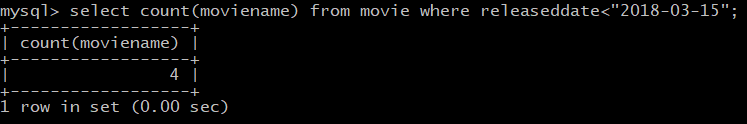 mysql> select count(moviename) from movie where releaseddate<"2018-03-15";
+------------------+
| count(moviename) |
+------------------+
|                4 |
+------------------+
1 row in set (0.00 sec)